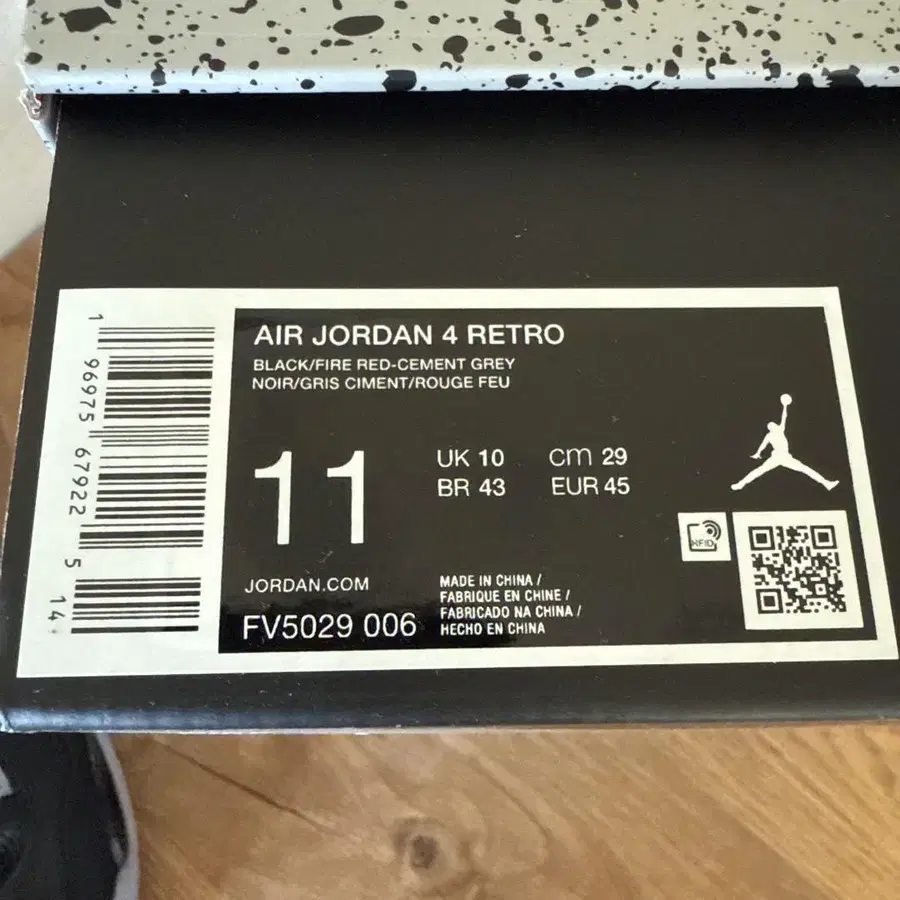 AIR JORDAN 4 RETRO
BLACK/FIRE RED-CEMENT GREY
NOIR/GRIS CIMENT/ROUGE FEU
11
UK 10 cm 29
BR 43 EUR 45
RFID
JORDAN.COM
FV5029 006
MADE IN CHINA /
FABRIQUE EN CHINE /
FABRICADO NA CHINA /
HECHO EN CHINA
1 96975 67922 5 14